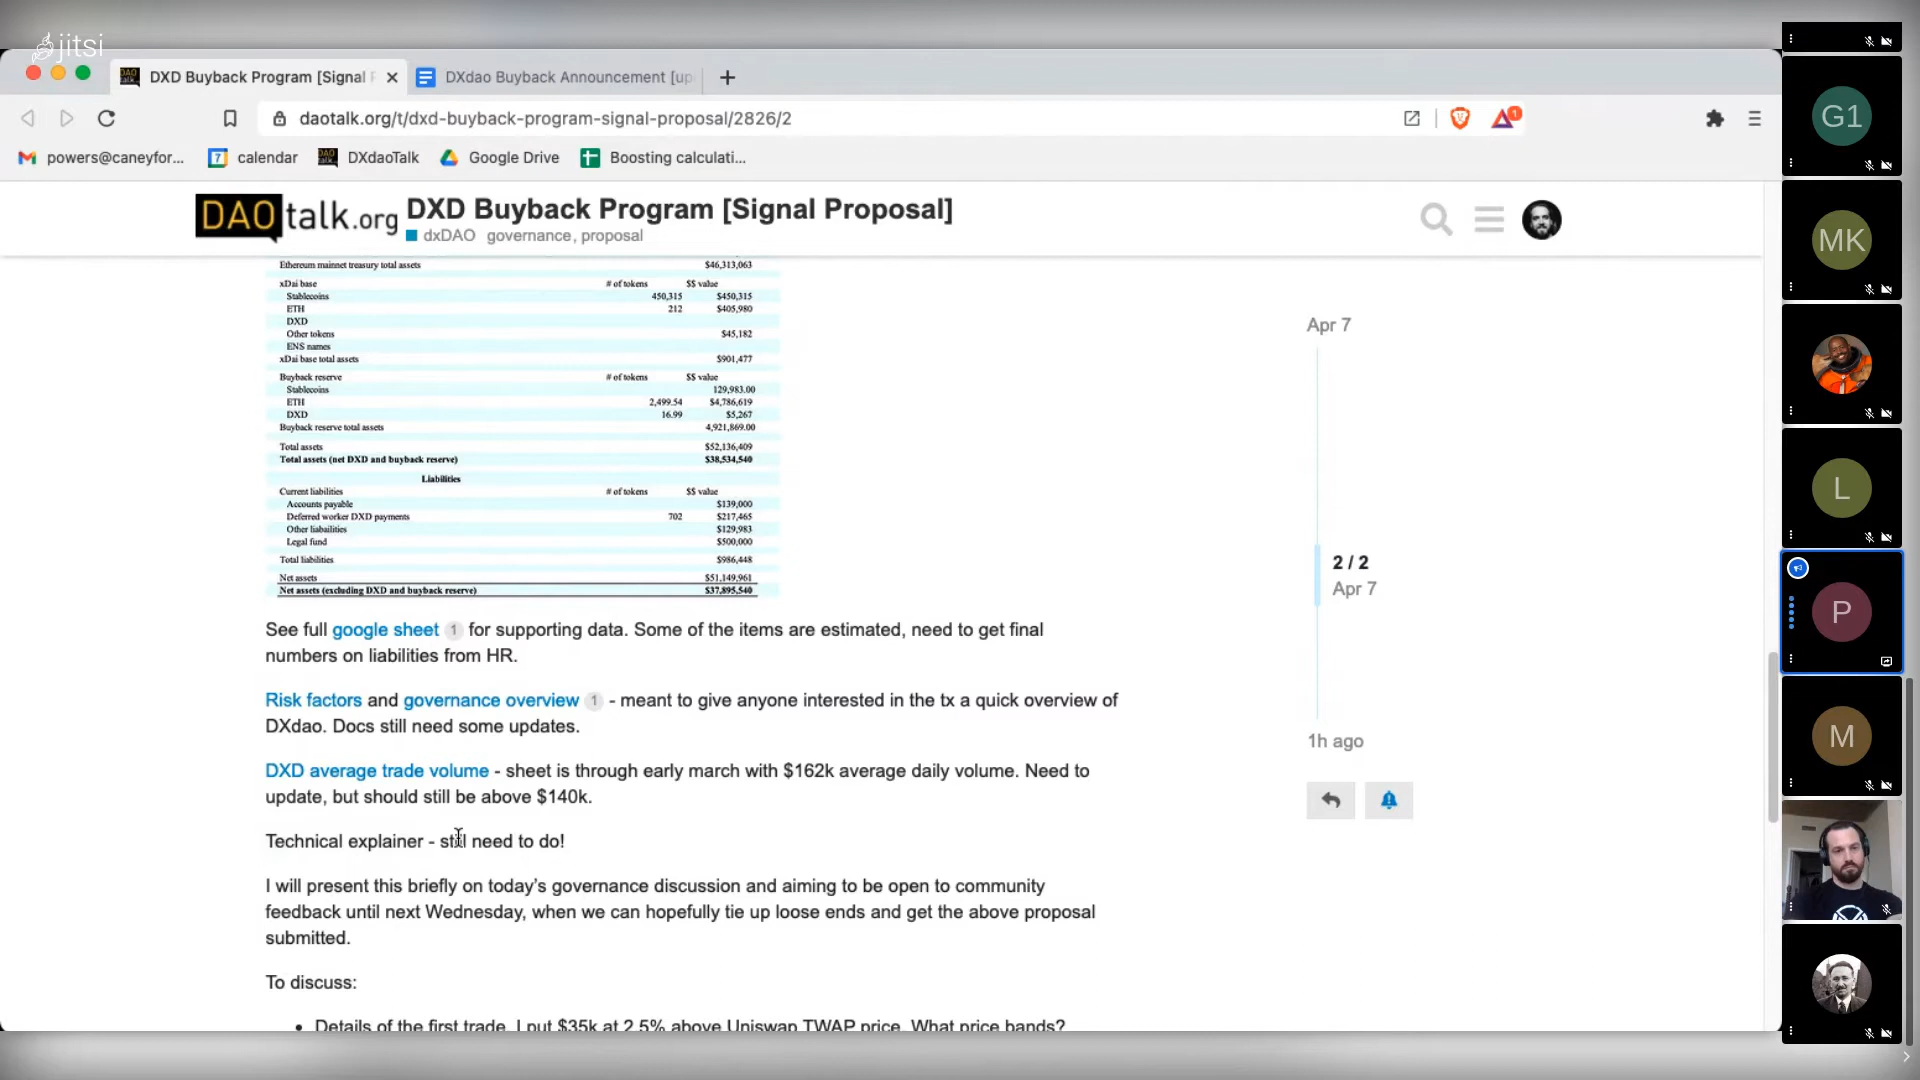 jitsi
DXD Buyback Program [Signal P
DXdao Buyback Announcement [up
daotalk.org/t/dxd-buyback-program-signal-proposal/2826/2
1
powers@caneyfor...
7 calendar
DAO talk. DXdaoTalk
Google Drive
Boosting calculati...
DAOtalk.org
DXD Buyback Program [Signal Proposal]
dxDAO governance, proposal
Ethereum mainnet treasury total assets $46,313,063
xDai base # of tokens $$ value
Stablecoins 450,315 $450,315
ETH 212 $405,980
DXD
Other tokens $45,182
ENS names
xDai base total assets $901,477
Buyback reserve # of tokens $$ value
Stablecoins 129,983.00
ETH 2,499.54 $4,786,619
DXD 16.99 $5,267
Buyback reserve total assets 4,921,869.00
Total assets $52,136,409
Total assets (net DXD and buyback reserve) $38,534,540
Liabilities
Current liabilities # of tokens $$ value
Accounts payable $139,000
Deferred worker DXD payments 702 $217,465
Other liabailities $129,983
Legal fund $500,000
Total liabilities $986,448
Net assets $51,149,961
Net assets (excluding DXD and buyback reserve) $37,895,540
See full google sheet 1 for supporting data. Some of the items are estimated, need to get final
numbers on liabilities from HR.
Risk factors and governance overview 1 - meant to give anyone interested in the tx a quick overview of
DXdao. Docs still need some updates.
DXD average trade volume - sheet is through early march with $162k average daily volume. Need to
update, but should still be above $140k.
Technical explainer - still need to do!
I will present this briefly on today's governance discussion and aiming to be open to community
feedback until next Wednesday, when we can hopefully tie up loose ends and get the above proposal
submitted.
To discuss:
• Details of the first trade. I put $35k at 2.5% above Uniswap TWAP price. What price bands?
Apr 7
2 / 2
Apr 7
1h ago
G1
MK
L
P
M